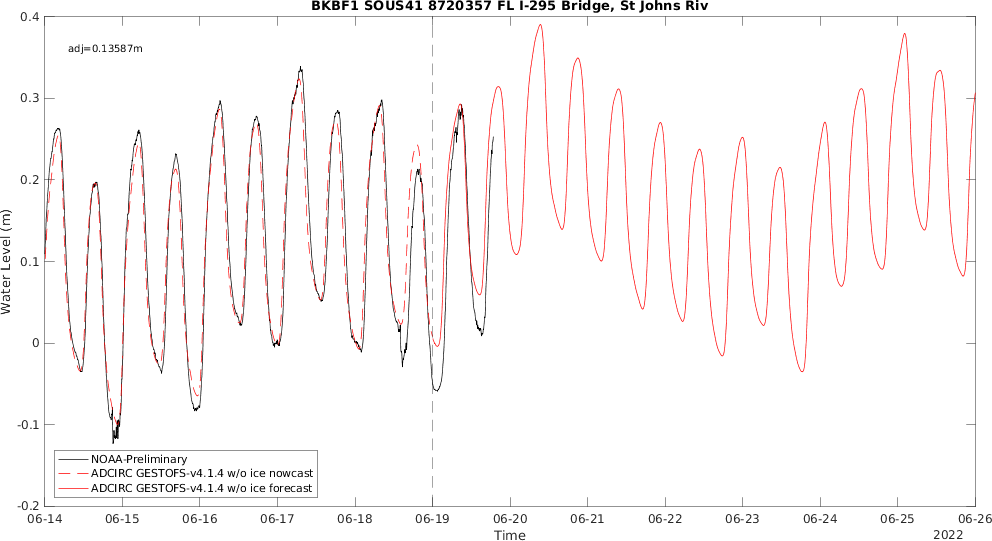 BKBF1 SOUS41 8720357 FL I-295 Bridge, St Johns Riv
adj=0.13587m
0.4
0.3
0.2
0.1
0
-0.1
-0.2
Water Level (m)
NOAA-Preliminary
ADCIRC GESTOFS-v4.1.4 w/o ice nowcast
ADCIRC GESTOFS-v4.1.4 w/o ice forecast
06-14 06-15 06-16 06-17 06-18 06-19 06-20 06-21 06-22 06-23 06-24 06-25 06-26
Time
2022